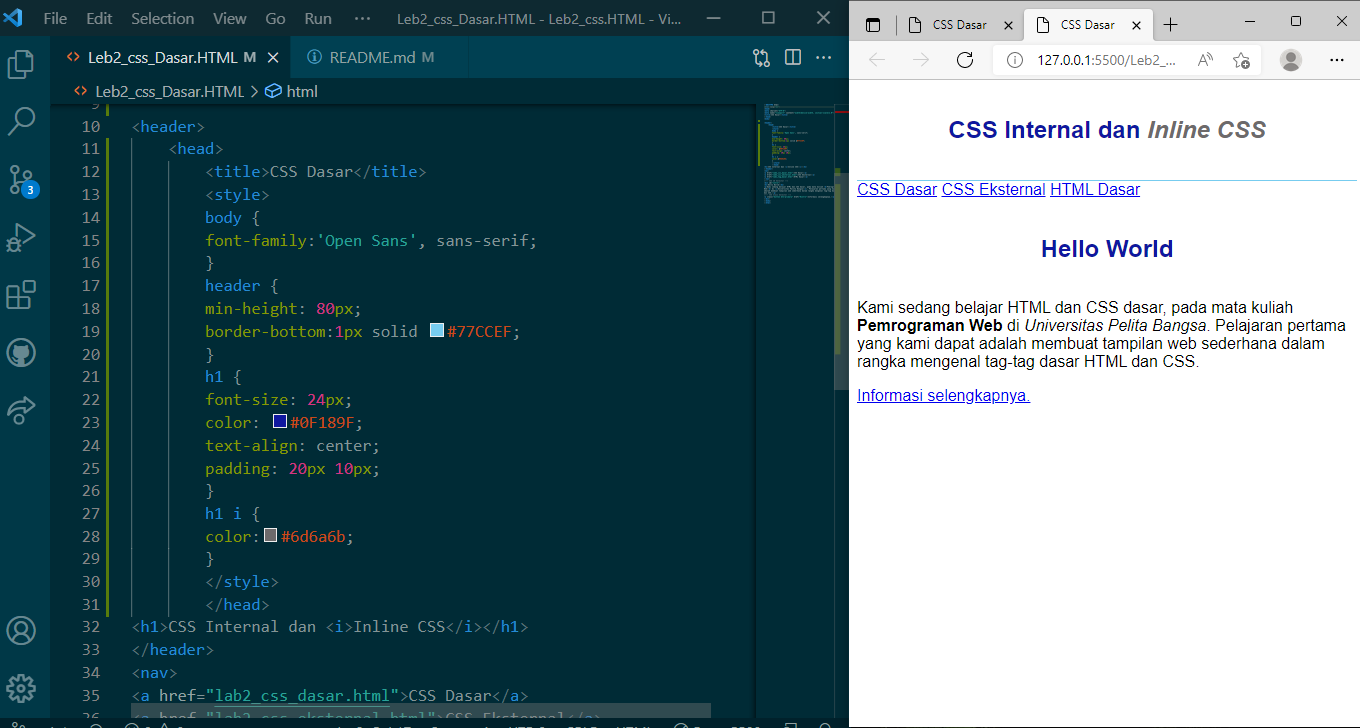 File Edit Selection View Go Run ··· Leb2_css_Dasar.HTML - Leb2_css.HTML - Vi...
Leb2_css_Dasar.HTML M README.md M
Leb2_css_Dasar.HTML > html
3
9
10 <header>
11 <head>
12 <title>CSS Dasar</title>
13 <style>
14 body {
15 font-family:'Open Sans', sans-serif;
16 }
17 header {
18 min-height: 80px;
19 border-bottom:1px solid #77CCEF;
20 }
21 h1 {
22 font-size: 24px;
23 color: #0F189F;
24 text-align: center;
25 padding: 20px 10px;
26 }
27 h1 i {
28 color:#6d6a6b;
29 }
30 </style>
31 </head>
32 <h1>CSS Internal dan <i>Inline CSS</i></h1>
33 </header>
34 <nav>
35 <a href="lab2_css_dasar.html">CSS Dasar</a>
36 <a href="lab2_css_eksternal.html">CSS Eksternal</a>
CSS Dasar CSS Dasar
127.0.0.1:5500/Leb2_...
CSS Internal dan Inline CSS
CSS Dasar CSS Eksternal HTML Dasar
Hello World
Kami sedang belajar HTML dan CSS dasar, pada mata kuliah
Pemrograman Web di Universitas Pelita Bangsa. Pelajaran pertama
yang kami dapat adalah membuat tampilan web sederhana dalam
rangka mengenal tag-tag dasar HTML dan CSS.
Informasi selengkapnya.